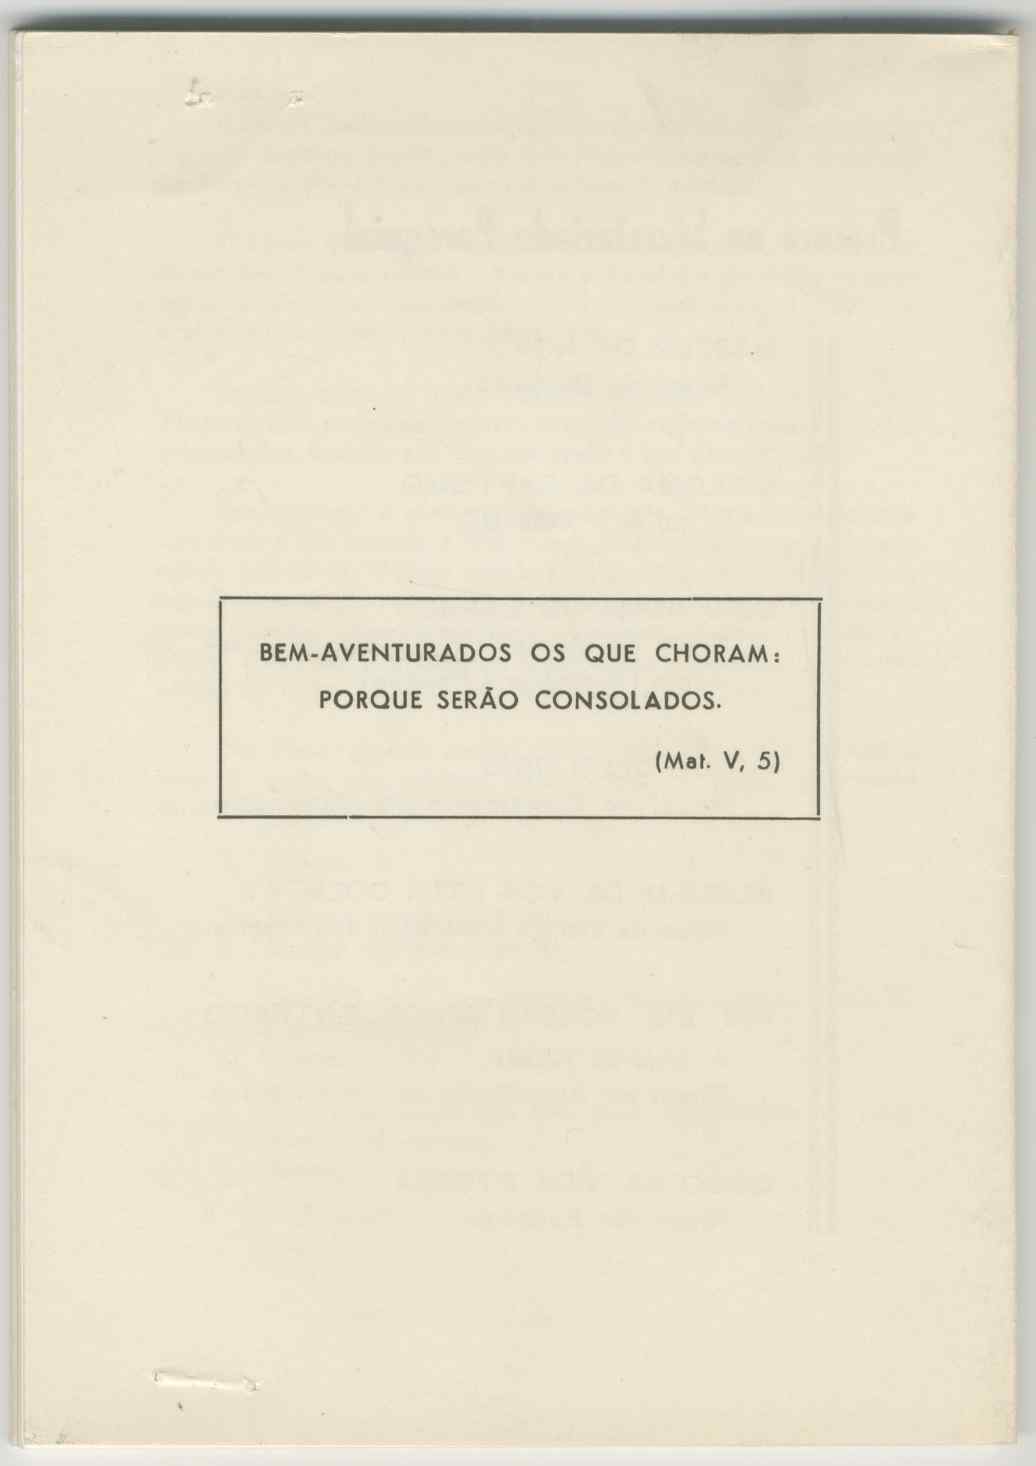 BEM-AVENTURADOS OS QUE CHORAM:
PORQUE SERÃO CONSOLADOS.
(Mat. V, 5)